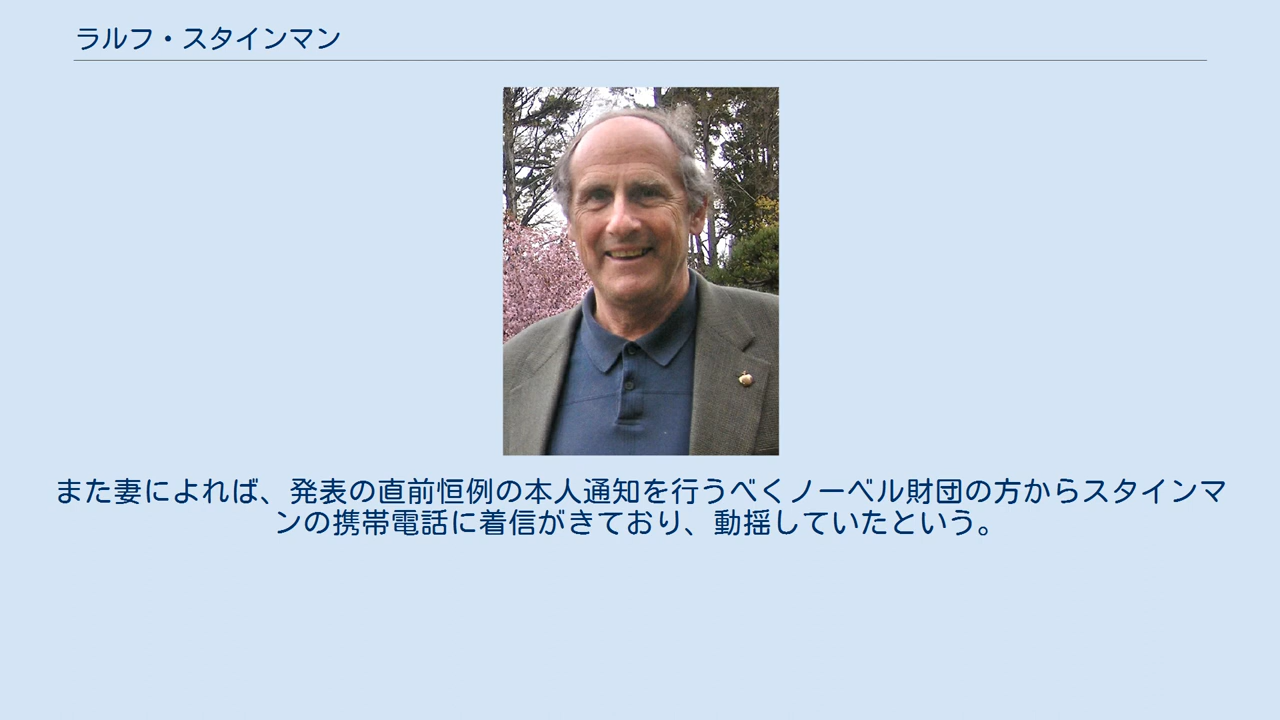 ラルフ・スタインマン
また妻によれば、発表の直前恒例の本人通知を行うべくノーベル財団の方からスタインマ
ンの携帯電話に着信がきており、動揺していたという。